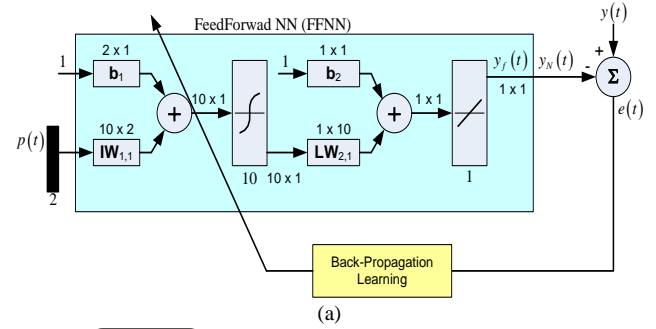 FeedForwad NN (FFNN)
y(t)
1
2 x 1
b1
1
1 x 1
b2
yf(t)
yN(t)
+
-
Σ
+
10 x 1
+
1 x 1
1 x 1
e(t)
p(t)
10 x 2
IW1,1
1 x 10
LW2,1
2
10
10 x 1
1
Back-Propagation
Learning
(a)